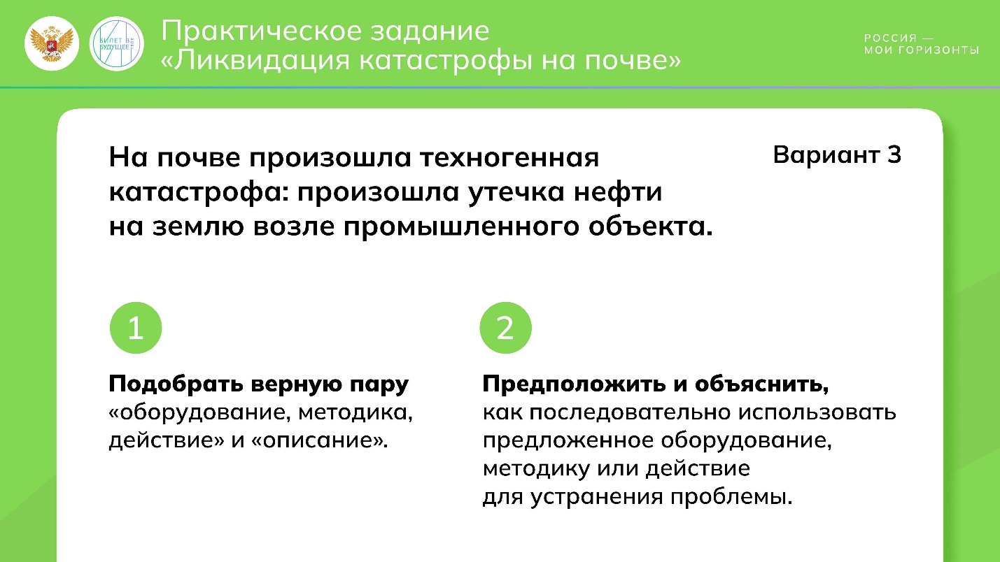 Практическое задание
«Ликвидация катастрофы на почве»
БИЛЕТ В
БУДУЩЕЕ
РОССИЯ —
МОИ ГОРИЗОНТЫ
На почве произошла техногенная
катастрофа: произошла утечка нефти
на землю возле промышленного объекта.
Вариант 3
1
Подобрать верную пару
«оборудование, методика,
действие» и «описание».
2
Предположить и объяснить,
как последовательно использовать
предложенное оборудование,
методику или действие
для устранения проблемы.